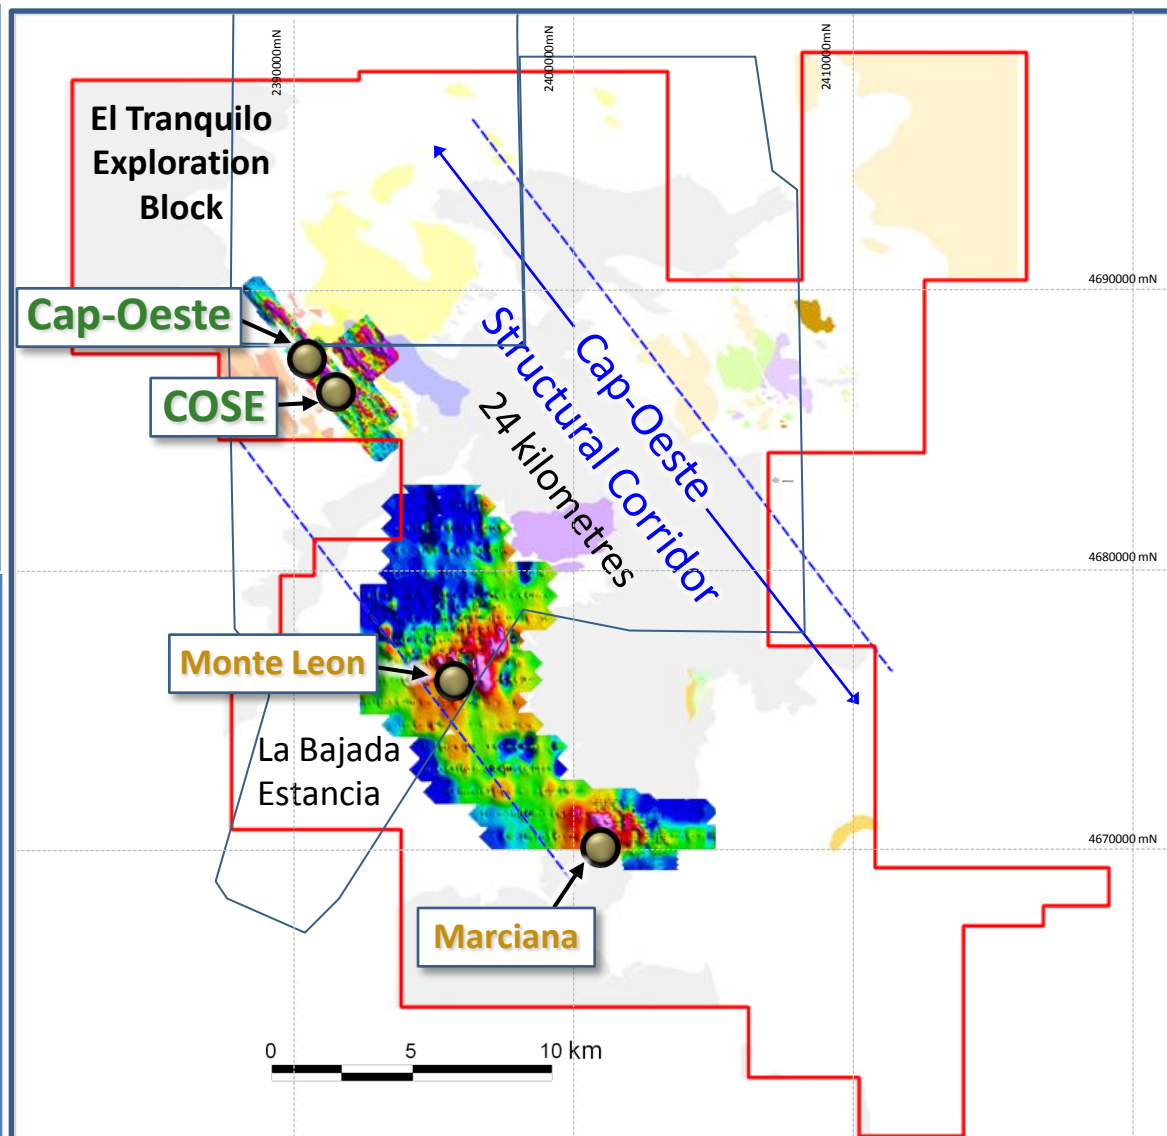 2390000mN
2400000mN
2410000mN
El Tranquilo
Exploration
Block
4690000 mN
Cap-Oeste
COSE
Cap-Oeste
Structural Corridor
24 kilometres
4680000 mN
Monte Leon
La Bajada
Estancia
4670000 mN
Marciana
0 5 10 km